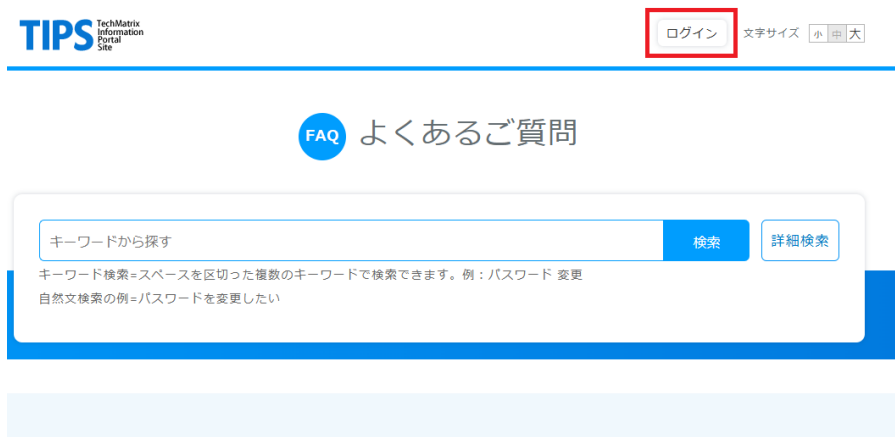 TIPS TechMatrix
Information
Portal
Site
ログイン 文字サイズ 小 中 大
FAQ よくあるご質問
キーワードから探す 検索 詳細検索
キーワード検索=スペースを区切った複数のキーワードで検索できます。例：パスワード 変更
自然文検索の例=パスワードを変更したい